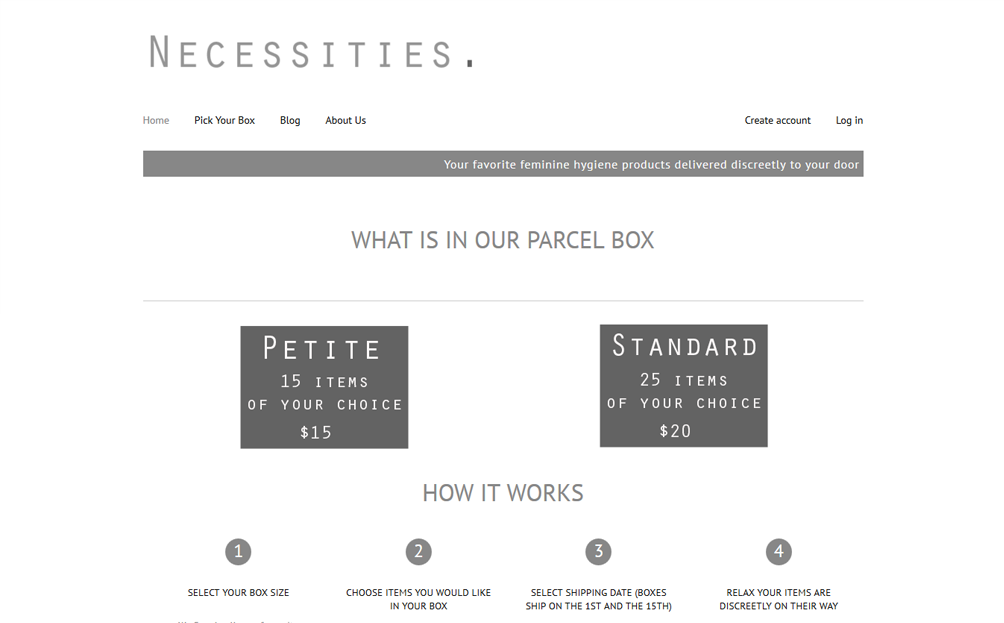 NECESSITIES.
Home Pick Your Box Blog About Us Create account Log in
Your favorite feminine hygiene products delivered discreetly to your door
WHAT IS IN OUR PARCEL BOX
PETITE
15 ITEMS
OF YOUR CHOICE
$15
STANDARD
25 ITEMS
OF YOUR CHOICE
$20
HOW IT WORKS
1
SELECT YOUR BOX SIZE
2
CHOOSE ITEMS YOU WOULD LIKE
IN YOUR BOX
3
SELECT SHIPPING DATE (BOXES
SHIP ON THE 1ST AND THE 15TH)
4
RELAX YOUR ITEMS ARE
DISCREETLY ON THEIR WAY